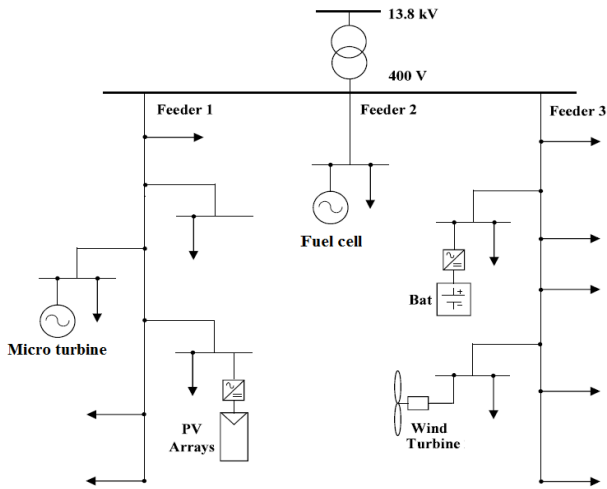 13.8 kV
400 V
Feeder 1
Feeder 2
Feeder 3
Fuel cell
Bat
Micro turbine
PV
Arrays
Wind
Turbine